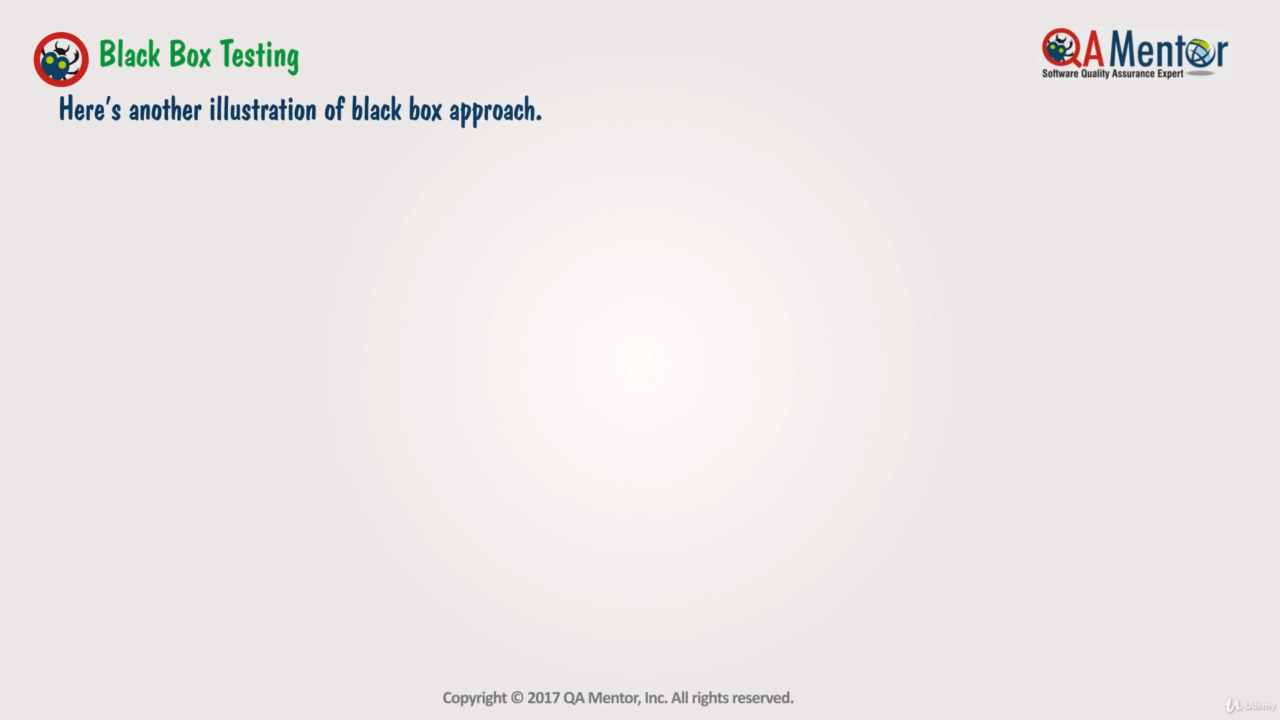 Black Box Testing
QA Mentor
Software Quality Assurance Expert
Here's another illustration of black box approach.
Copyright © 2017 QA Mentor, Inc. All rights reserved.
Udemy